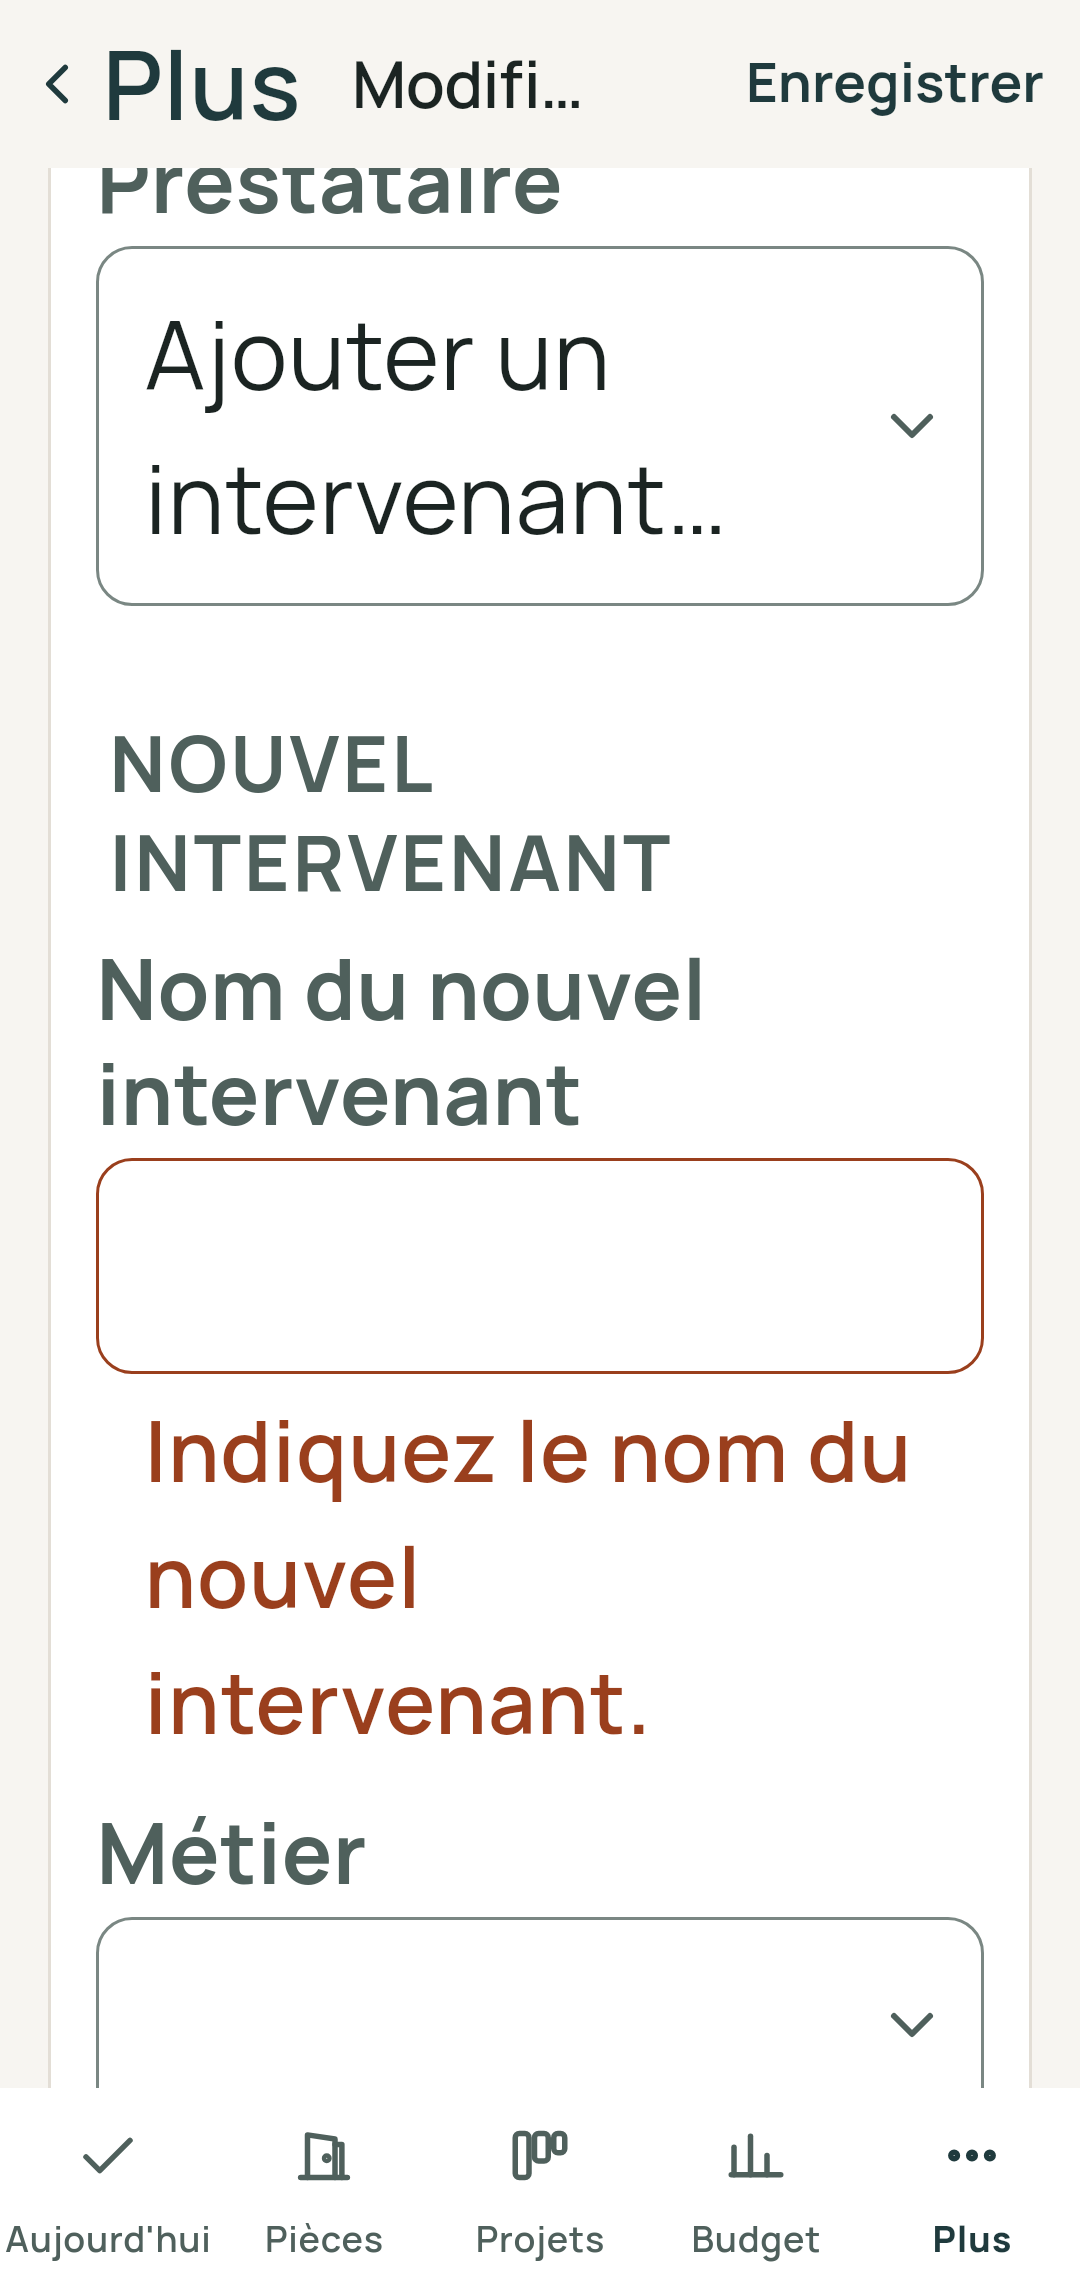 Plus Modifi... Enregistrer
Prestataire
Ajouter un
intervenant...
NOUVEL
INTERVENANT
Nom du nouvel
intervenant
Indiquez le nom du
nouvel
intervenant.
Métier
Aujourd'hui Pièces Projets Budget Plus